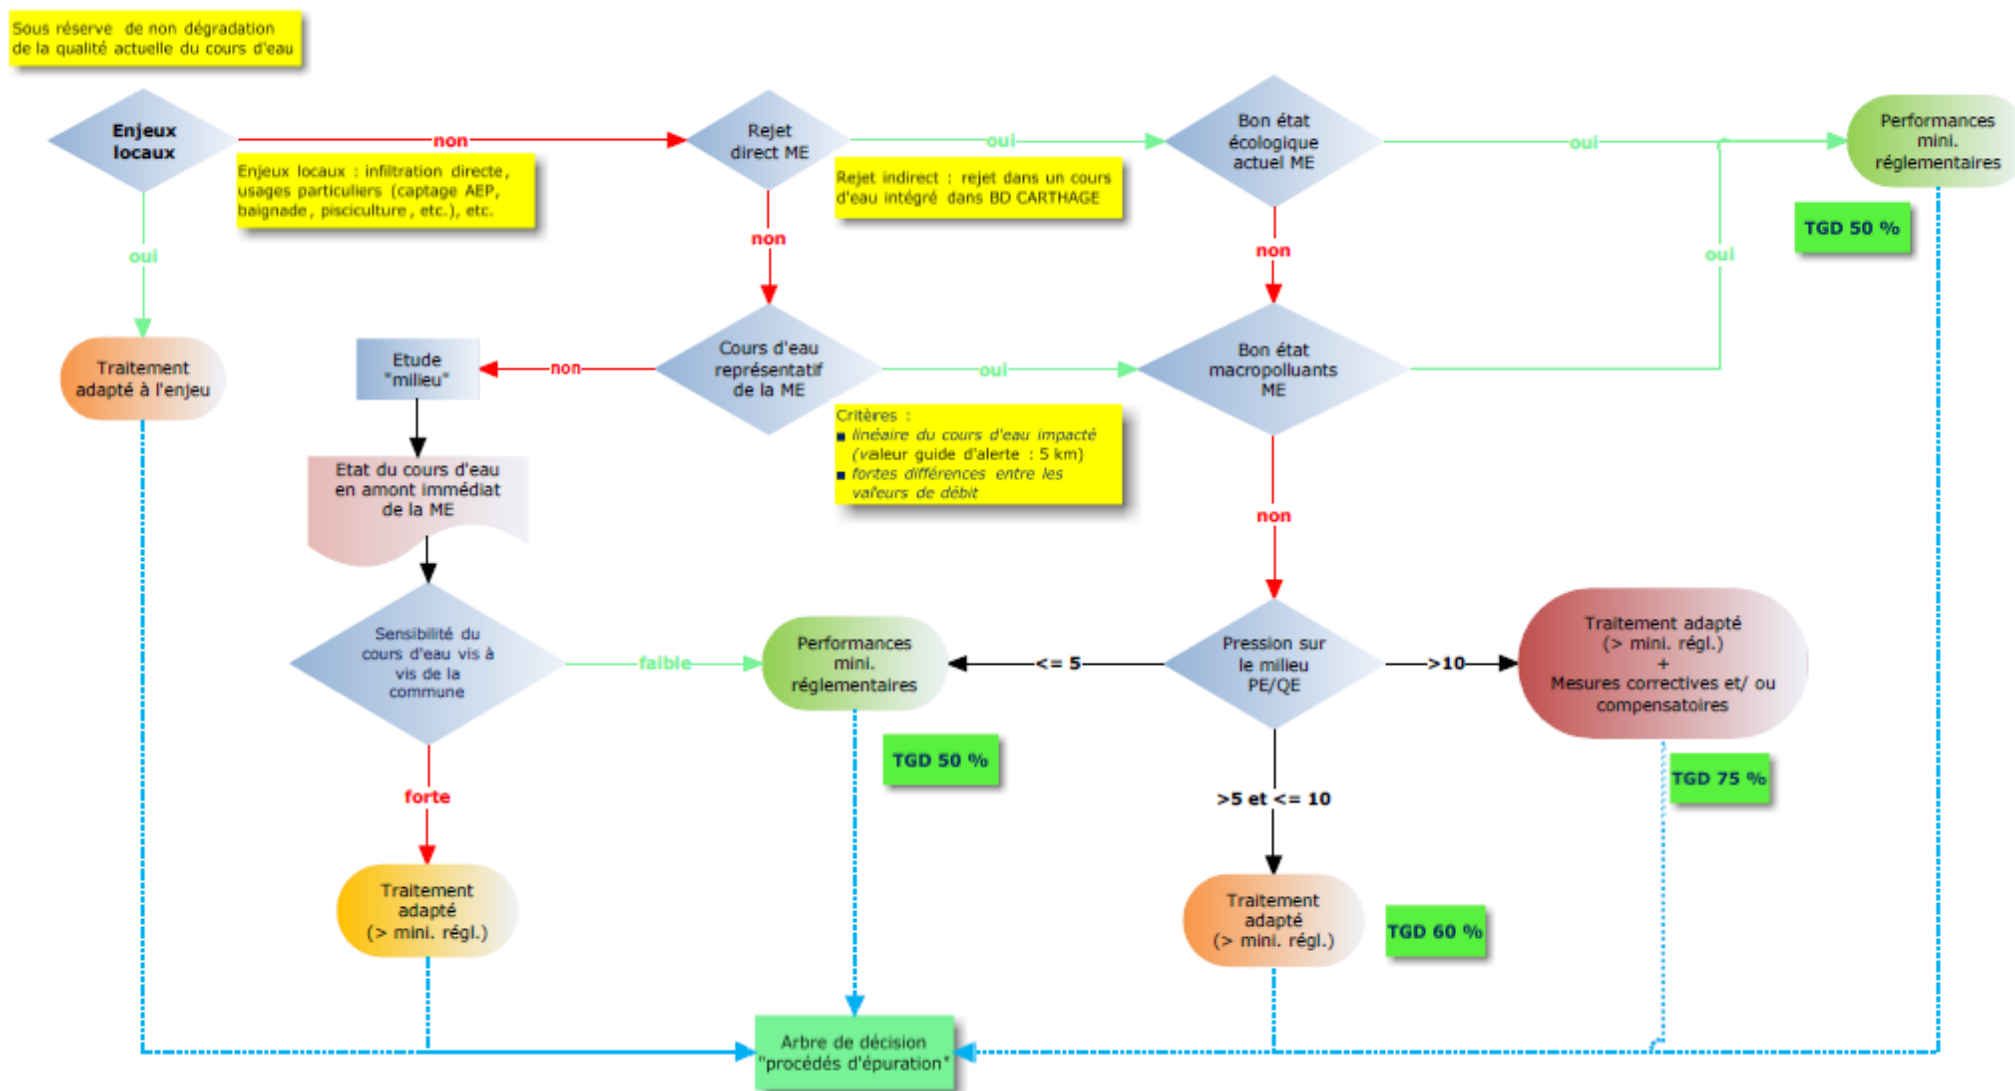 Sous réserve de non dégradation
de la qualité actuelle du cours d'eau
Enjeux
locaux
non
Rejet
direct ME
oui
Bon état
écologique
actuel ME
oui
Performances
mini.
réglementaires
Enjeux locaux : infiltration directe,
usages particuliers (captage AEP,
baignade, pisciculture, etc.), etc.
Rejet indirect : rejet dans un cours
d'eau intégré dans BD CARTHAGE
TGD 50 %
oui
non
non
oui
Traitement
adapté à l'enjeu
Etude
"milieu"
non
Cours d'eau
représentatif
de la ME
oui
Bon état
macropolluants
ME
Critères :
▪ linéaire du cours d'eau impacté
(valeur guide d'alerte : 5 km)
▪ fortes différences entre les
valeurs de débit
Etat du cours d'eau
en amont immédiat
de la ME
non
Sensibilité du
cours d'eau vis à
vis de la
commune
faible
Performances
mini.
réglementaires
<= 5
Pression sur
le milieu
PE/QE
>10
Traitement adapté
(> mini. régl.)
+
Mesures correctives et/ ou
compensatoires
TGD 50 %
TGD 75 %
forte
>5 et <= 10
Traitement
adapté
(> mini. régl.)
Traitement
adapté
(> mini. régl.)
TGD 60 %
Arbre de décision
"procédés d'épuration"